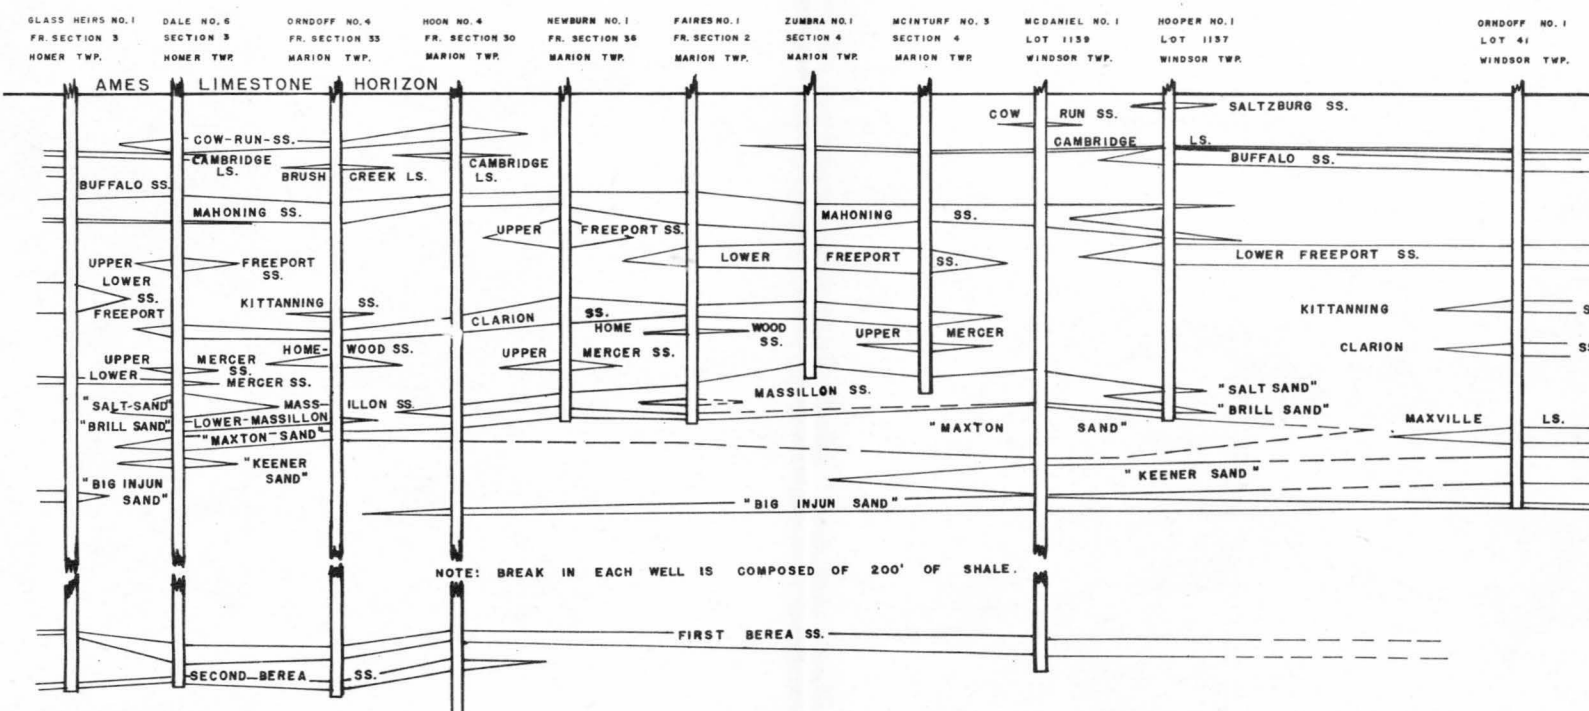 GLASS HEIRS NO. 1
FR. SECTION 3
HOMER TWP.
DALE NO. 6
SECTION 3
HOMER TWP.
ORNDOFF NO. 4
FR. SECTION 33
MARION TWP.
HOON NO. 4
FR. SECTION 30
MARION TWP.
NEWBURN NO. 1
FR. SECTION 36
MARION TWP.
FAIRES NO. 1
FR. SECTION 2
MARION TWP.
ZUMBRA NO. 1
SECTION 4
MARION TWP.
MCINTURF NO. 3
SECTION 4
MARION TWP.
MCDANIEL NO. 1
LOT 1139
WINDSOR TWP.
HOOPER NO. 1
LOT 1137
WINDSOR TWP.
ORNDOFF NO. 1
LOT 41
WINDSOR TWP.
AMES LIMESTONE HORIZON
SALTZBURG SS.
COW RUN SS.
COW-RUN-SS.
CAMBRIDGE LS.
CAMBRIDGE
LS.
BRUSH CREEK LS.
CAMBRIDGE
LS.
BUFFALO SS.
BUFFALO SS.
MAHONING SS.
MAHONING SS.
UPPER FREEPORT SS.
UPPER FREEPORT
SS.
LOWER FREEPORT SS.
LOWER FREEPORT SS.
LOWER
SS.
FREEPORT
KITTANNING SS.
KITTANNING S
CLARION SS.
HOME WOOD
SS.
UPPER MERCER
CLARION SS
HOME- WOOD SS.
UPPER MERCER SS.
UPPER MERCER
SS.
LOWER MERCER SS.
MASSILLON SS.
"SALT SAND"
"SALT-SAND"
MASS ILLON SS.
"BRILL SAND"
"BRILL SAND"
LOWER-MASSILLON
MAXVILLE LS.
"MAXTON SAND"
"MAXTON SAND"
"KEENER
SAND"
"KEENER SAND"
"BIG INJUN
SAND"
"BIG INJUN SAND"
NOTE: BREAK IN EACH WELL IS COMPOSED OF 200' OF SHALE.
FIRST BEREA SS.
SECOND BEREA SS.